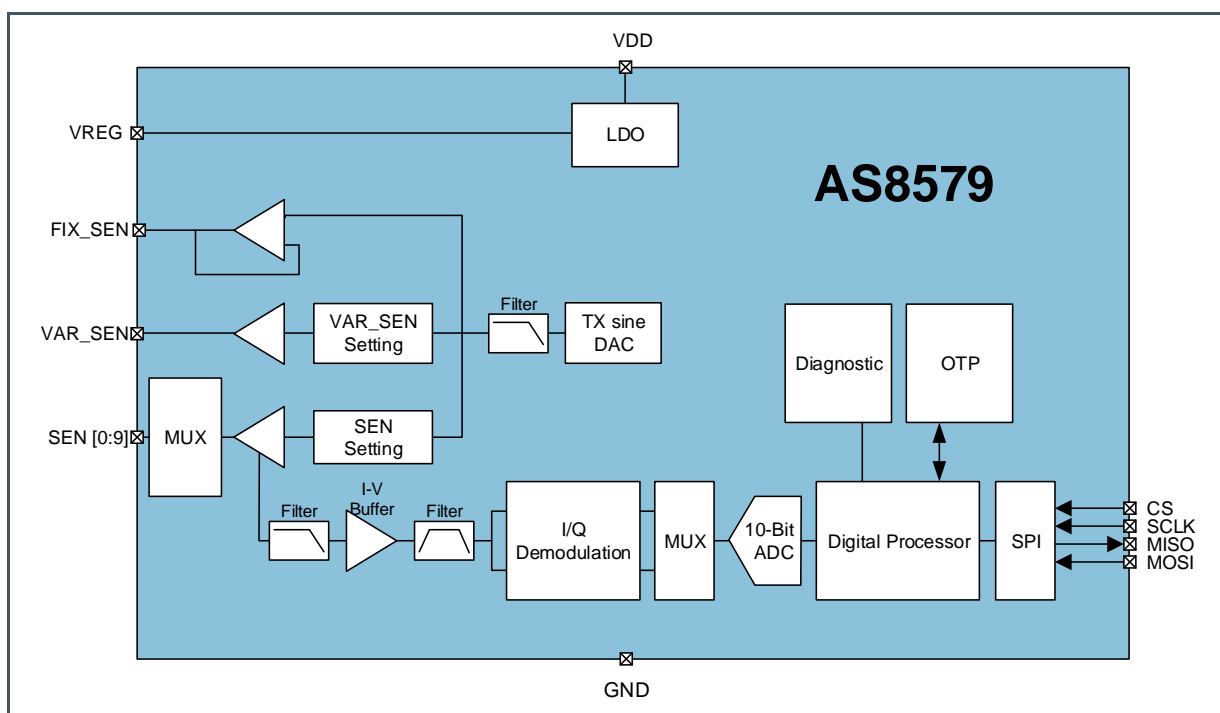 VDD
VREG
LDO
AS8579
FIX_SEN
VAR_SEN
VAR_SEN
Setting
Filter
TX sine
DAC
Diagnostic
OTP
SEN [0:9]
MUX
SEN
Setting
Filter
I-V
Buffer
Filter
I/Q
Demodulation
MUX
10-Bit
ADC
Digital Processor
SPI
CS
SCLK
MISO
MOSI
GND